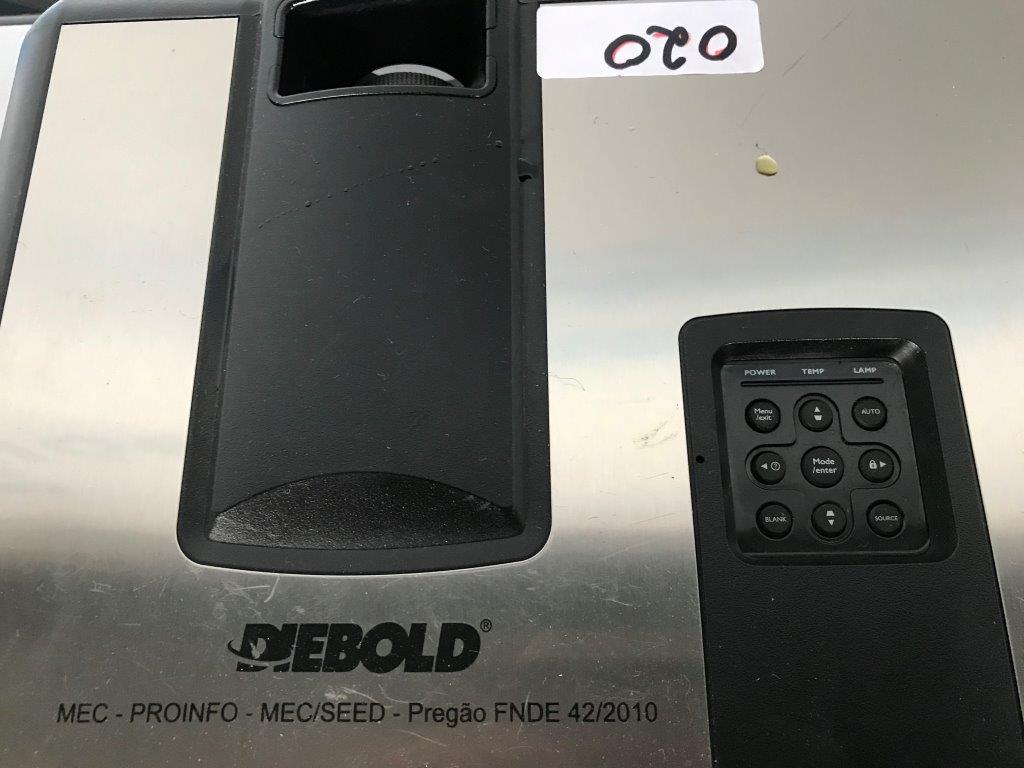 020
POWER TEMP LAMP
Menu
/exit
AUTO
?
Mode
/enter
BLANK
SOURCE
DIEBOLD®
MEC - PROINFO - MEC/SEED - Pregão FNDE 42/2010